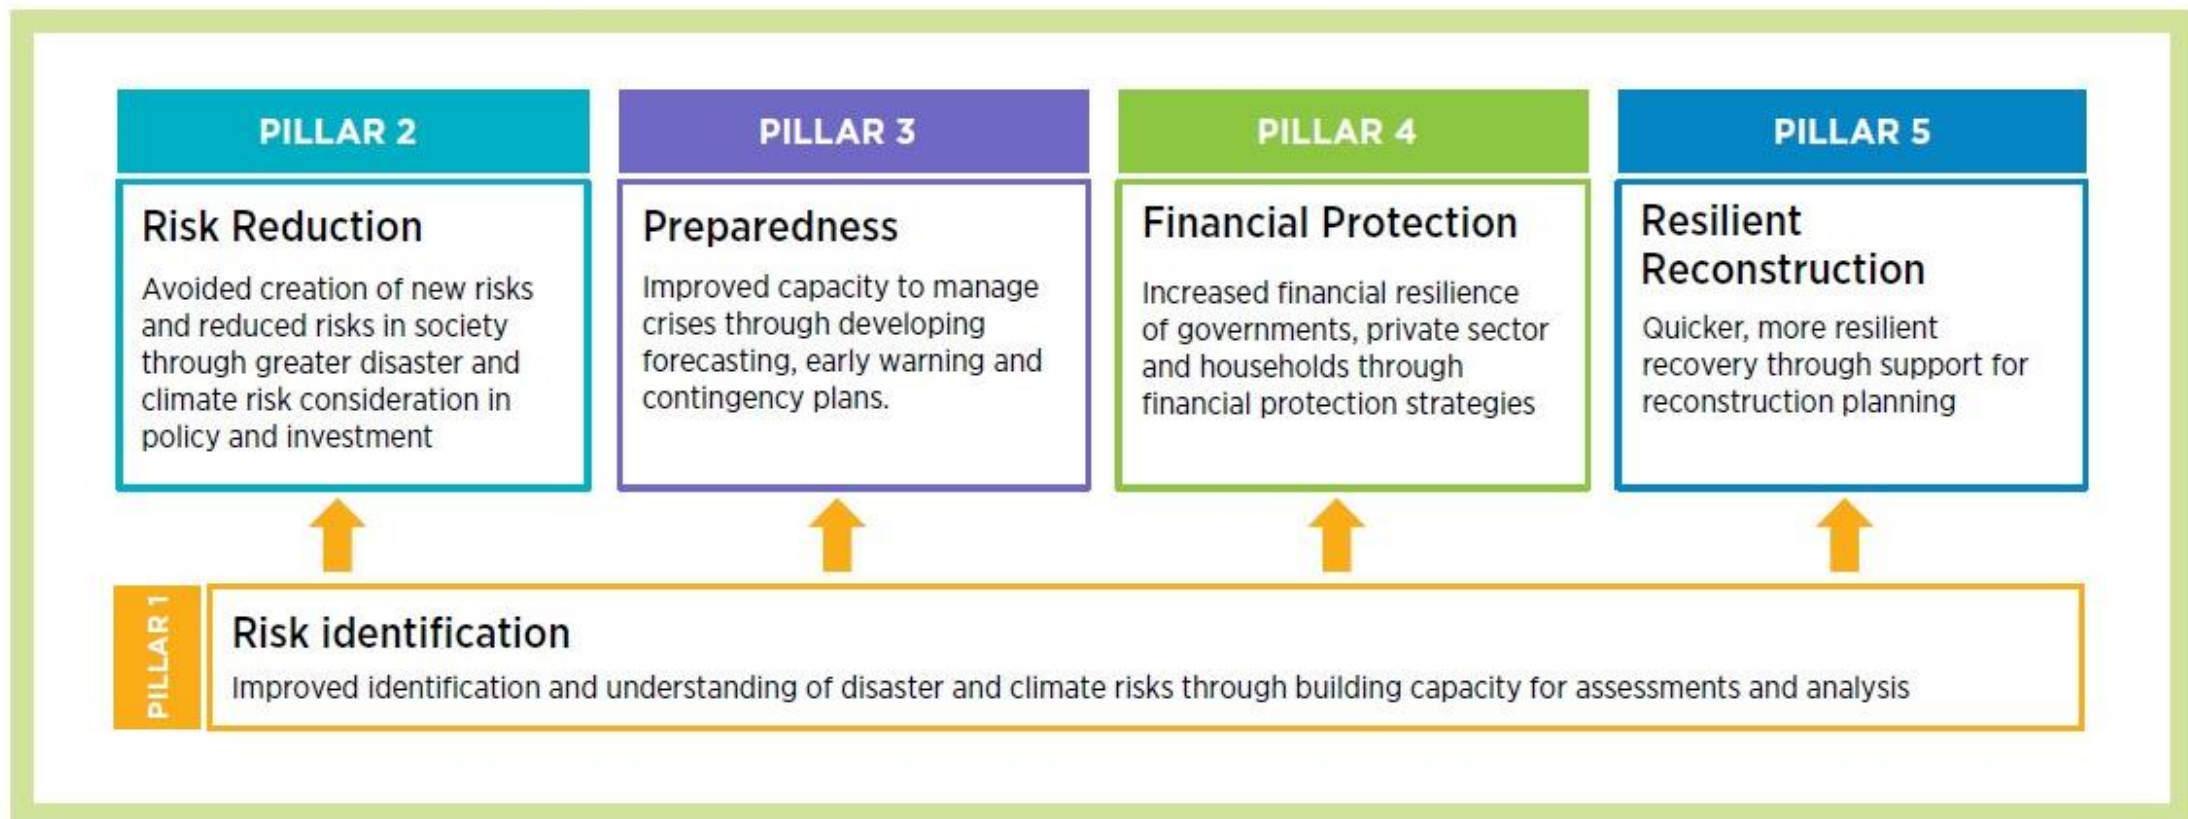 PILLAR 2
Risk Reduction
Avoided creation of new risks
and reduced risks in society
through greater disaster and
climate risk consideration in
policy and investment
PILLAR 3
Preparedness
Improved capacity to manage
crises through developing
forecasting, early warning and
contingency plans.
PILLAR 4
Financial Protection
Increased financial resilience
of governments, private sector
and households through
financial protection strategies
PILLAR 5
Resilient
Reconstruction
Quicker, more resilient
recovery through support for
reconstruction planning
PILLAR 1
Risk identification
Improved identification and understanding of disaster and climate risks through building capacity for assessments and analysis